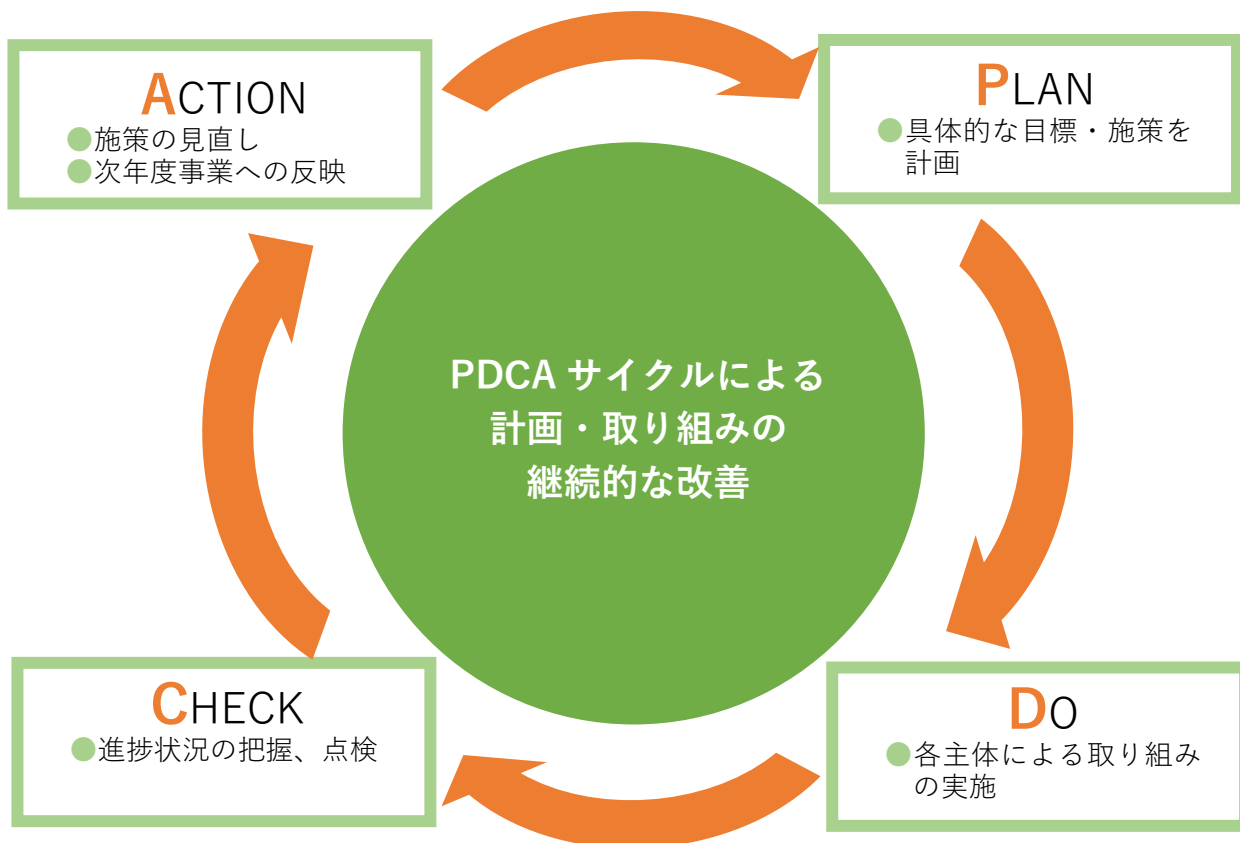 ACTION
●施策の見直し
●次年度事業への反映
PLAN
●具体的な目標・施策を
計画
PDCA サイクルによる
計画・取り組みの
継続的な改善
CHECK
●進捗状況の把握、点検
DO
●各主体による取り組み
の実施